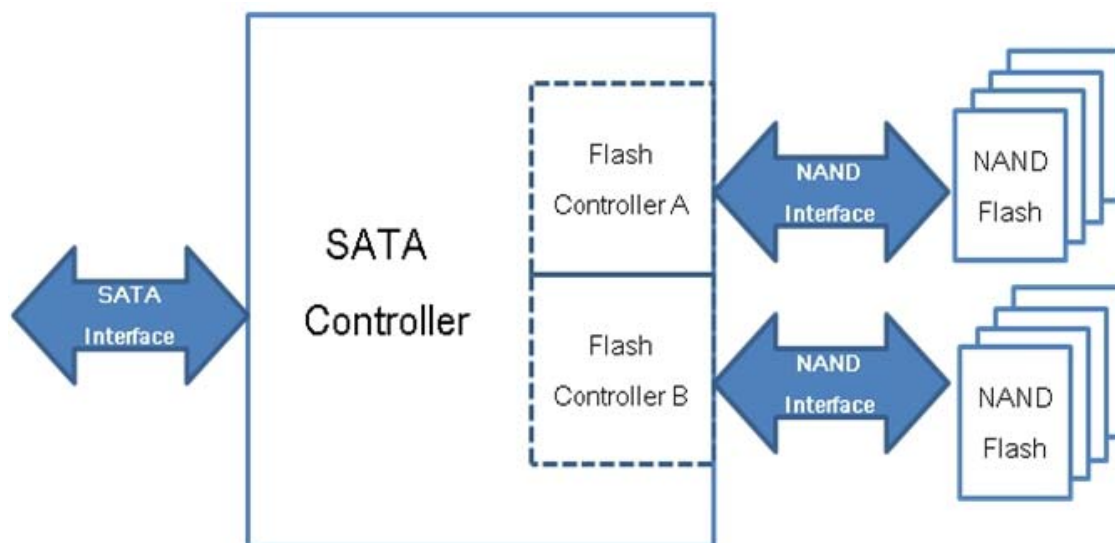 SATA
Interface
SATA
Controller
Flash
Controller A
Flash
Controller B
NAND
Interface
NAND
Interface
NAND
Flash
NAND
Flash